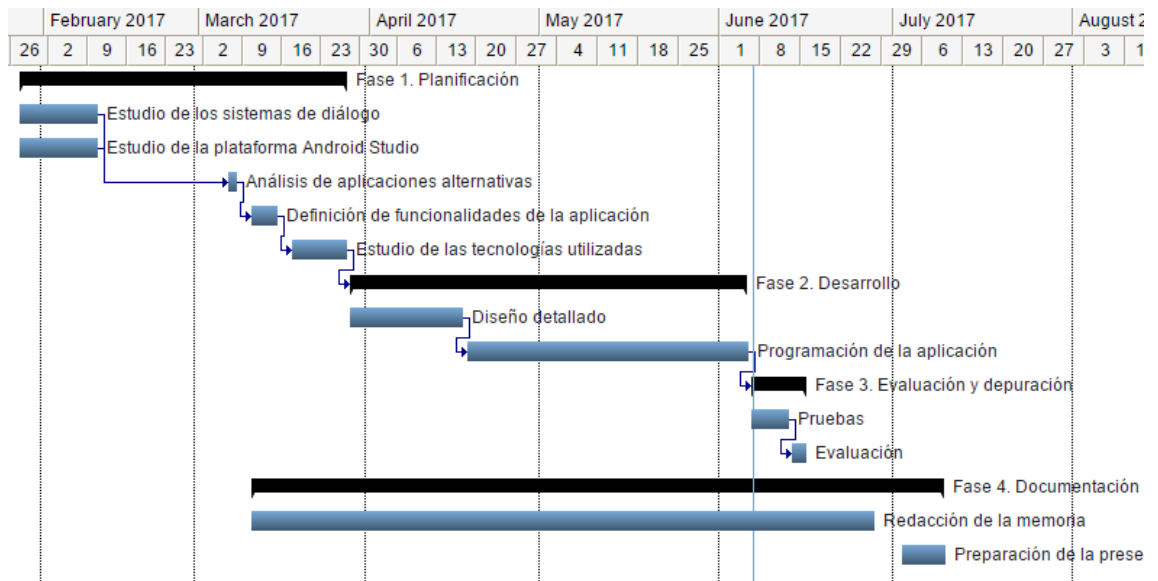 February 2017 March 2017 April 2017 May 2017 June 2017 July 2017 August 2
26 2 9 16 23 2 9 16 23 30 6 13 20 27 4 11 18 25 1 8 15 22 29 6 13 20 27 3 1
Fase 1. Planificación
Estudio de los sistemas de diálogo
Estudio de la plataforma Android Studio
Análisis de aplicaciones alternativas
Definición de funcionalidades de la aplicación
Estudio de las tecnologías utilizadas
Fase 2. Desarrollo
Diseño detallado
Programación de la aplicación
Fase 3. Evaluación y depuración
Pruebas
Evaluación
Fase 4. Documentación
Redacción de la memoria
Preparación de la prese